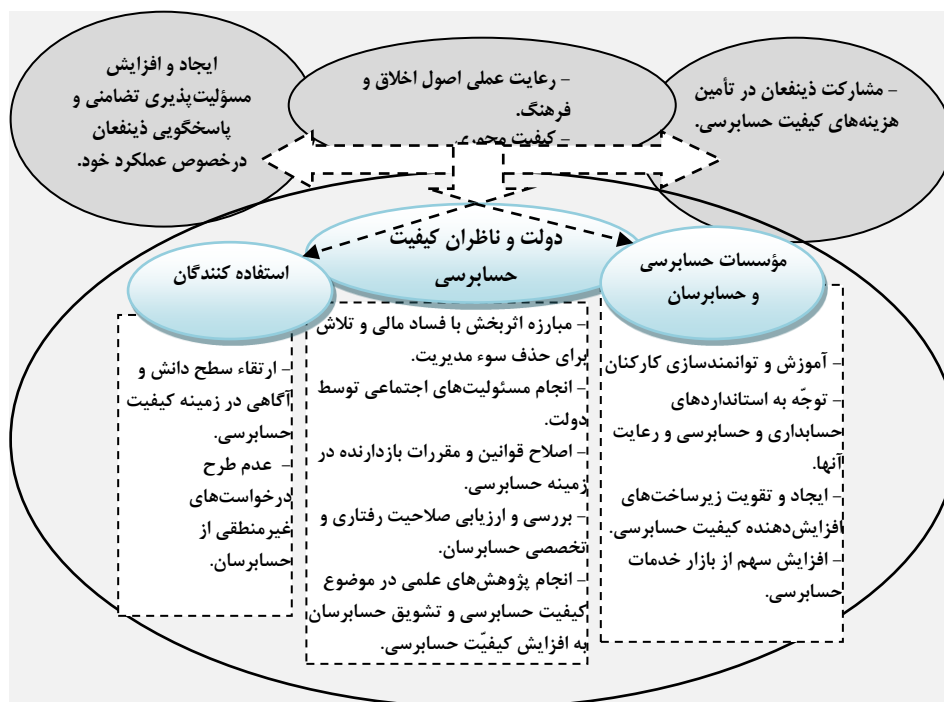 – مشارکت ذینفعان در تأمین
هزینه‌های کیفیت حسابرسی.
– رعایت عملی اصول اخلاق و
فرهنگ.
– کیفیت محوری
ایجاد و افزایش
مسؤلیت‌پذیری تضامنی و
پاسخگویی ذینفعان
درخصوص عملکرد خود.
مؤسسات حسابرسی
و حسابرسان
– آموزش و توانمندسازی کارکنان
– توجّه به استانداردهای
حسابداری و حسابرسی و رعایت
آنها.
– ایجاد و تقویت زیرساخت‌های
افزایش‌دهنده کیفیت حسابرسی.
– افزایش سهم از بازار خدمات
حسابرسی.
دولت و ناظران کیفیت
حسابرسی
– مبارزه اثربخش با فساد مالی و تلاش
برای حذف سوء مدیریت.
– انجام مسئولیت‌های اجتماعی توسط
دولت.
– اصلاح قوانین و مقررات بازدارنده در
زمینه حسابرسی.
– بررسی و ارزیابی صلاحیت رفتاری و
تخصصی حسابرسان.
– انجام پژوهش‌های علمی در موضوع
کیفیت حسابرسی و تشویق حسابرسان
به افزایش کیفیّت حسابرسی.
استفاده کنندگان
– ارتقاء سطح دانش و
آگاهی در زمینه کیفیت
حسابرسی.
– عدم طرح
درخواست‌های
غیرمنطقی از
حسابرسان.